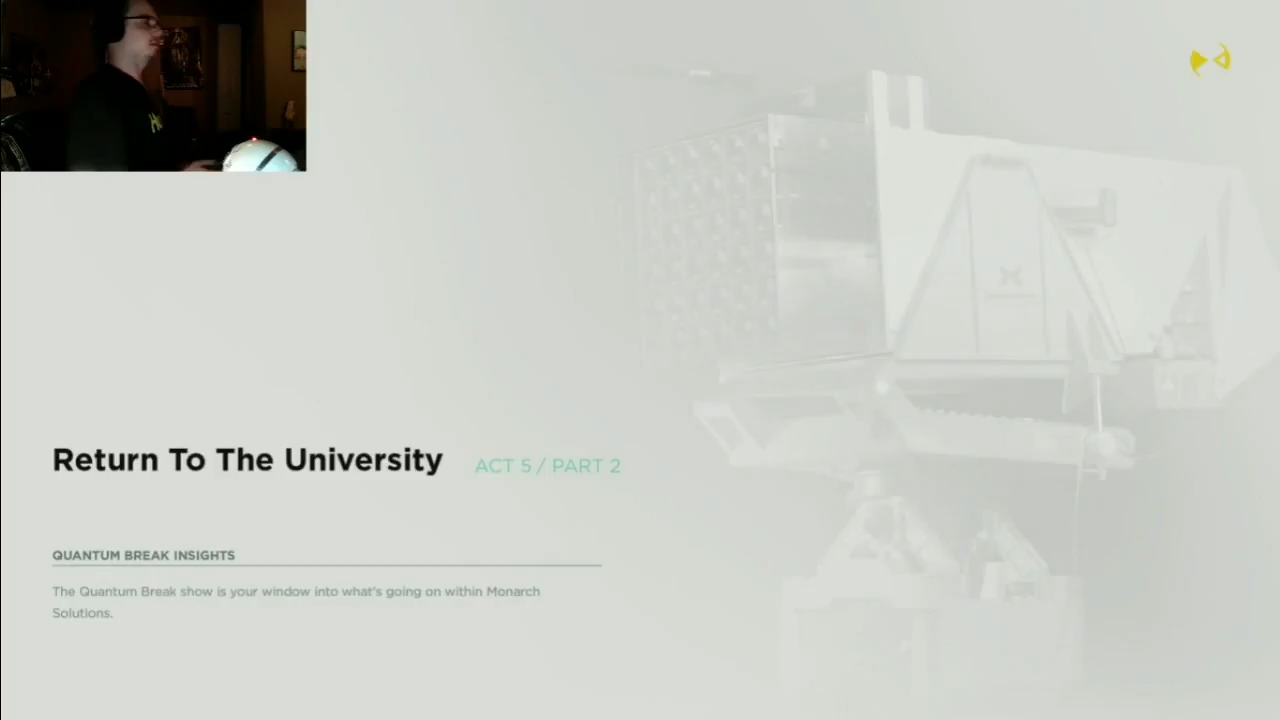 Return To The University ACT 5 / PART 2
QUANTUM BREAK INSIGHTS
The Quantum Break show is your window into what's going on within Monarch
Solutions.